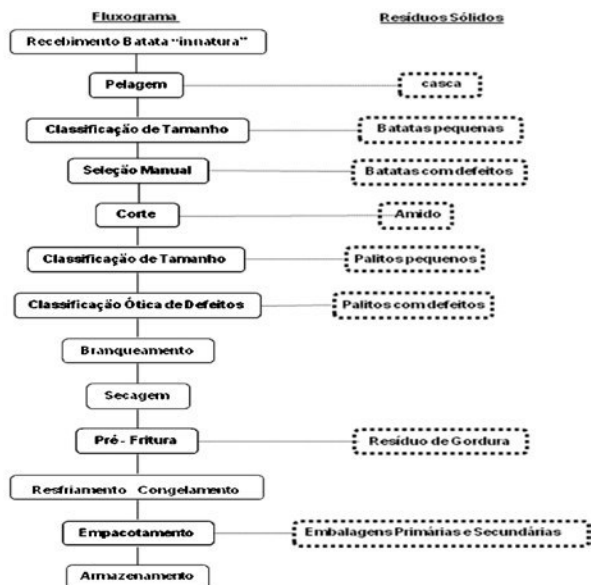 Fluxograma Resíduos Sólidos
Recebimento Batata "in natura"
Pelagem casca
Classificação de Tamanho Batatas pequenas
Seleção Manual Batatas com defeitos
Corte Amido
Classificação de Tamanho Palitos pequenos
Classificação Ótica de Defeitos Palitos com defeitos
Branqueamento
Secagem
Pré - Fritura Resíduo de Gordura
Resfriamento Congelamento
Empacotamento Embalagens Primárias e Secundárias
Armazenamento